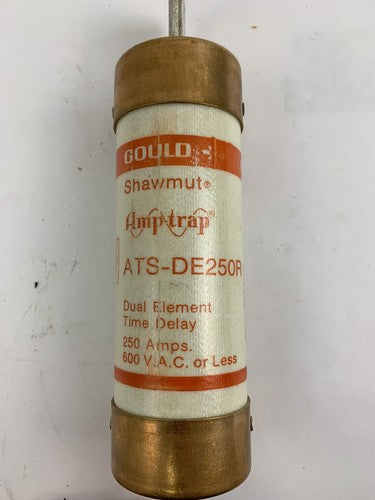 GOULD -
Shawmut®
Amp-trap®
ATS-DE250R
Dual Element
Time Delay
250 Amps.
600 V.A.C. or Less